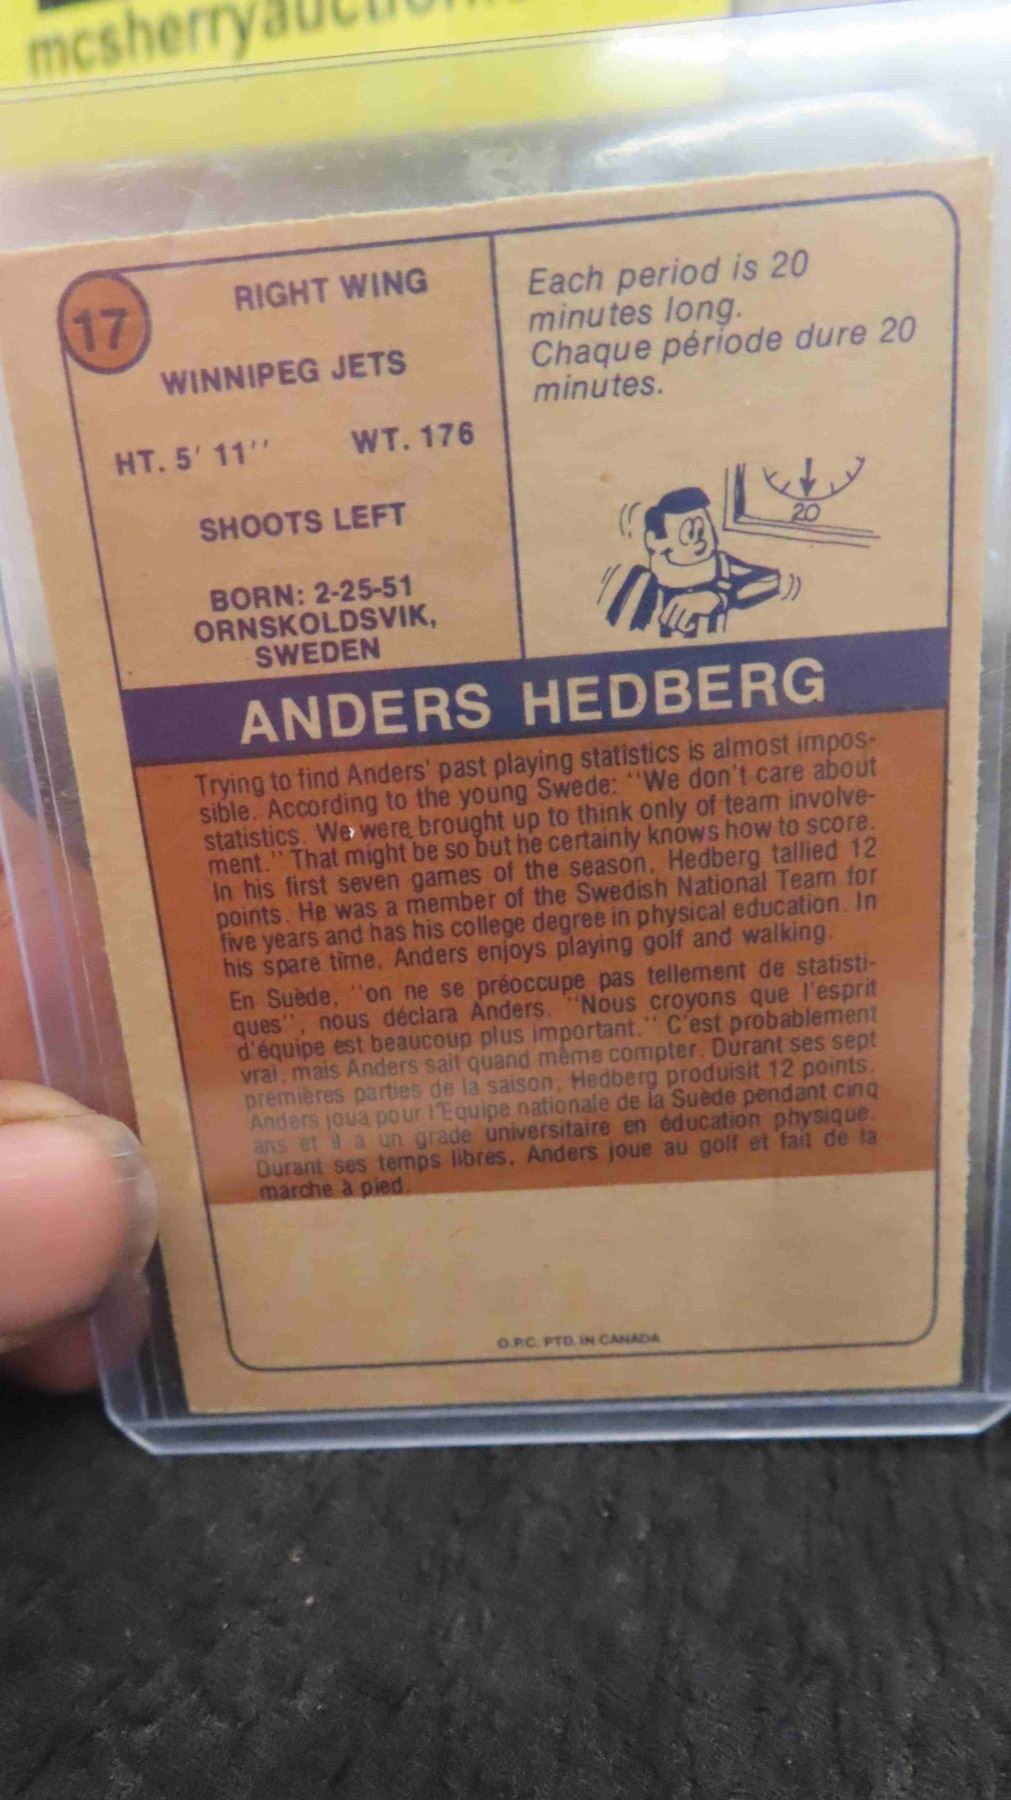 mcsherryauction
17
RIGHT WING
WINNIPEG JETS
HT. 5' 11'' WT. 176
SHOOTS LEFT
BORN: 2-25-51
ORNSKOLDSVIK,
SWEDEN
Each period is 20
minutes long.
Chaque période dure 20
minutes.
20
ANDERS HEDBERG
Trying to find Anders' past playing statistics is almost impos-
sible. According to the young Swede: "We don't care about
statistics. We were brought up to think only of team involve-
ment." That might be so but he certainly knows how to score.
In his first seven games of the season, Hedberg tallied 12
points. He was a member of the Swedish National Team for
five years and has his college degree in physical education. In
his spare time, Anders enjoys playing golf and walking.
En Suède, "on ne se préoccupe pas tellement de statisti-
ques", nous déclara Anders. "Nous croyons que l'esprit
d'équipe est beaucoup plus important." C'est probablement
vrai, mais Anders sait quand même compter. Durant ses sept
premières parties de la saison, Hedberg produisit 12 points.
Anders joua pour l'Équipe nationale de la Suède pendant cinq
ans et il a un grade universitaire en éducation physique.
Durant ses temps libres, Anders joue au golf et fait de la
marche à pied.
O.P.C. PTD. IN CANADA